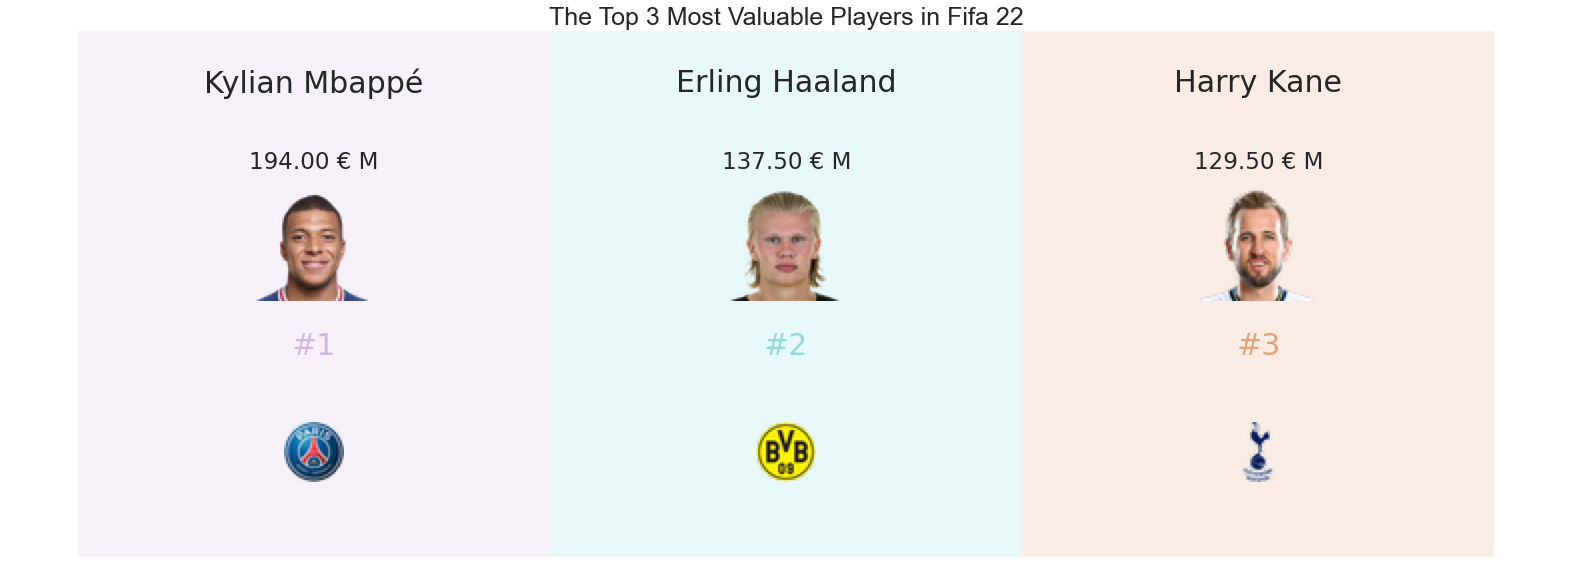 The Top 3 Most Valuable Players in Fifa 22
Kylian Mbappé
194.00 € M
#1
PARIS
Erling Haaland
137.50 € M
#2
BVB
09
Harry Kane
129.50 € M
#3